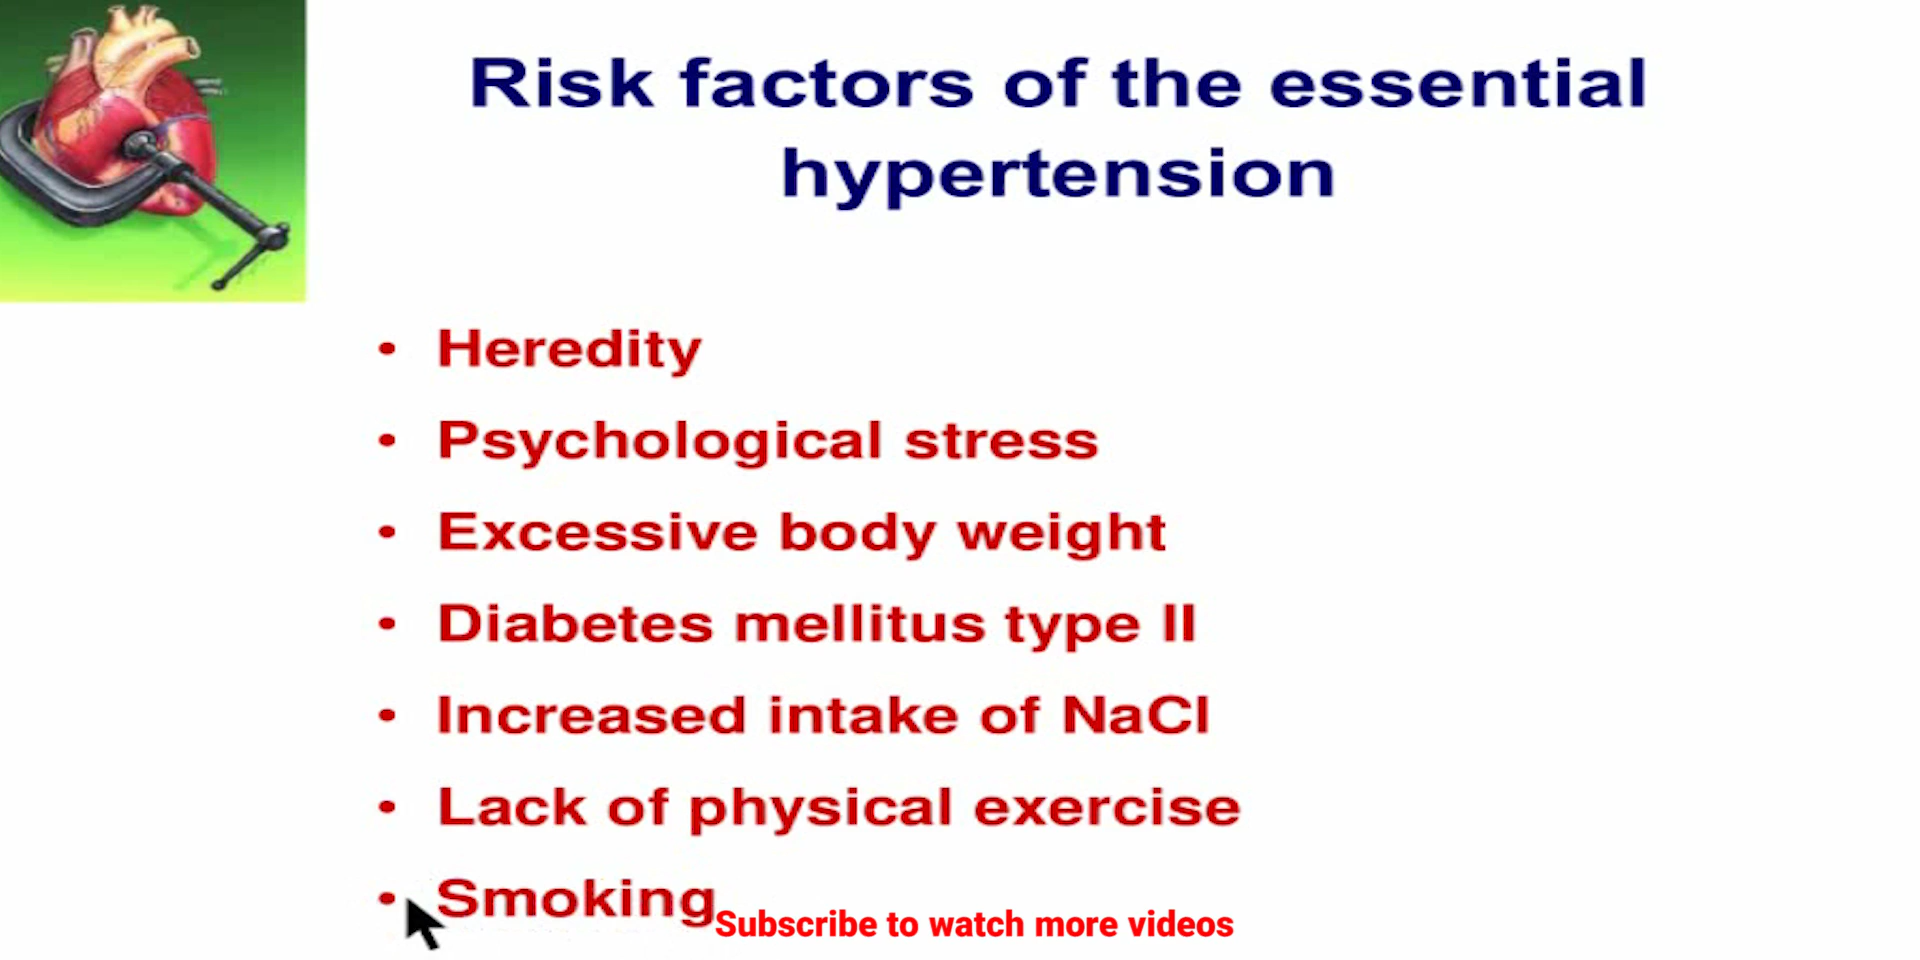 Risk factors of the essential
hypertension
• Heredity
• Psychological stress
• Excessive body weight
• Diabetes mellitus type II
• Increased intake of NaCl
• Lack of physical exercise
• Smoking
Subscribe to watch more videos